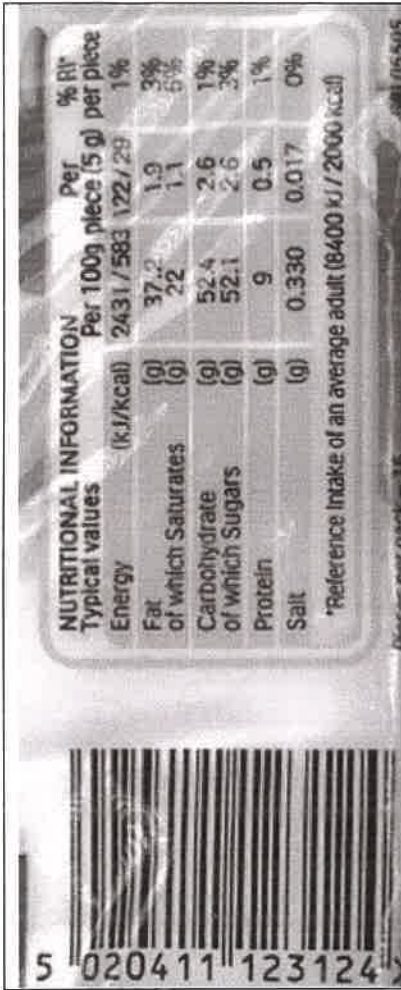 NUTRITIONAL INFORMATION Per % RI*
Typical values Per 100g piece (5 g) per piece
Energy (kJ/kcal) 2431/583 122/29 1%
Fat (g) 37.2 1.9 3%
of which Saturates (g) 22 1.1 6%
Carbohydrate (g) 52.4 2.6 1%
of which Sugars (g) 52.1 2.6 3%
Protein (g) 9 0.5 1%
Salt (g) 0.330 0.017 0%
*Reference Intake of an average adult (8400 kJ / 2000 kcal)
5 020411 123124 >